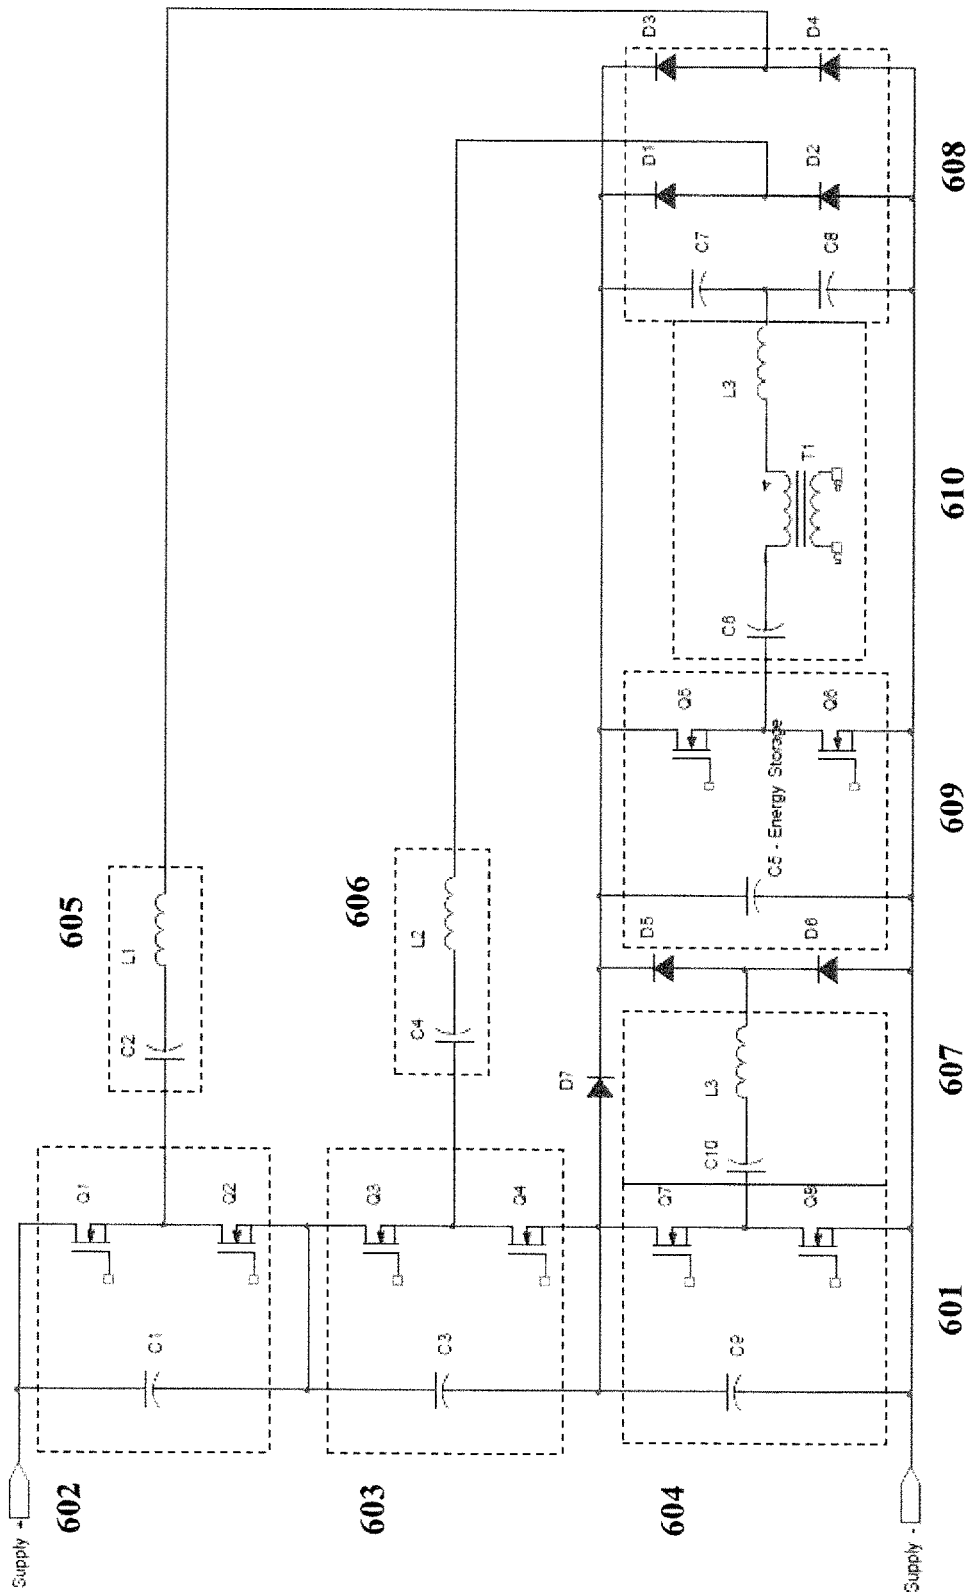 Supply +
Supply -
602
603
604
605
606
601
607
609
610
608
C1
Q1
Q2
C2
L1
C3
Q3
Q4
C4
L2
C9
Q7
Q8
C10
L3
D7
D5
D6
C5 - Energy Storage
Q5
Q6
C6
T1
L3
C7
C8
D1
D2
D3
D4